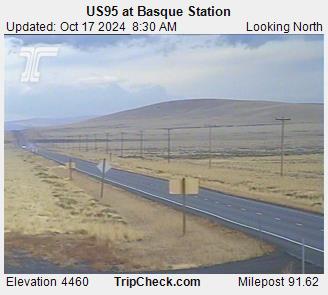 US95 at Basque Station
Updated: Oct 17 2024 8:30 AM Looking North
Elevation 4460 TripCheck.com Milepost 91.62